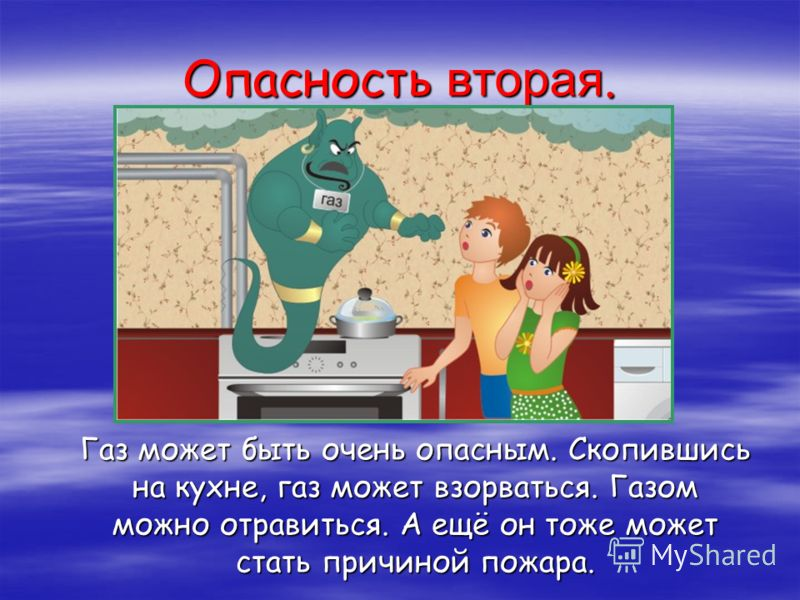 Опасность вторая.
газ
Газ может быть очень опасным. Скопившись
на кухне, газ может взорваться. Газом
можно отравиться. А ещё он тоже может
стать причиной пожара.
MyShared